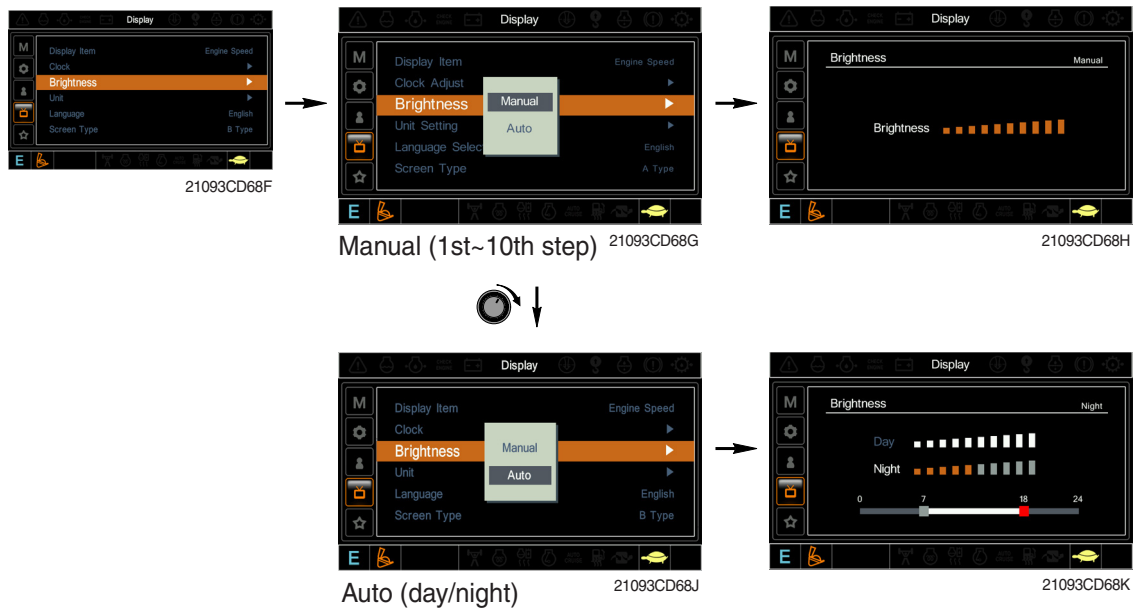 Display
M
Display Item Engine Speed
Clock
Brightness
Unit
Language English
Screen Type B Type
E
21093CD68F
Display
M
Display Item Engine Speed
Clock Adjust
Brightness
Manual
Auto
Unit Setting
Language Selec
English
Screen Type A Type
E
Manual (1st~10th step)
21093CD68G
Display
M
Brightness Manual
Brightness
E
21093CD68H
Display
M
Display Item Engine Speed
Clock
Brightness
Manual
Auto
Unit
Language English
Screen Type B Type
E
Auto (day/night)
21093CD68J
Display
M
Brightness Night
Day
Night
0 7 18 24
E
21093CD68K